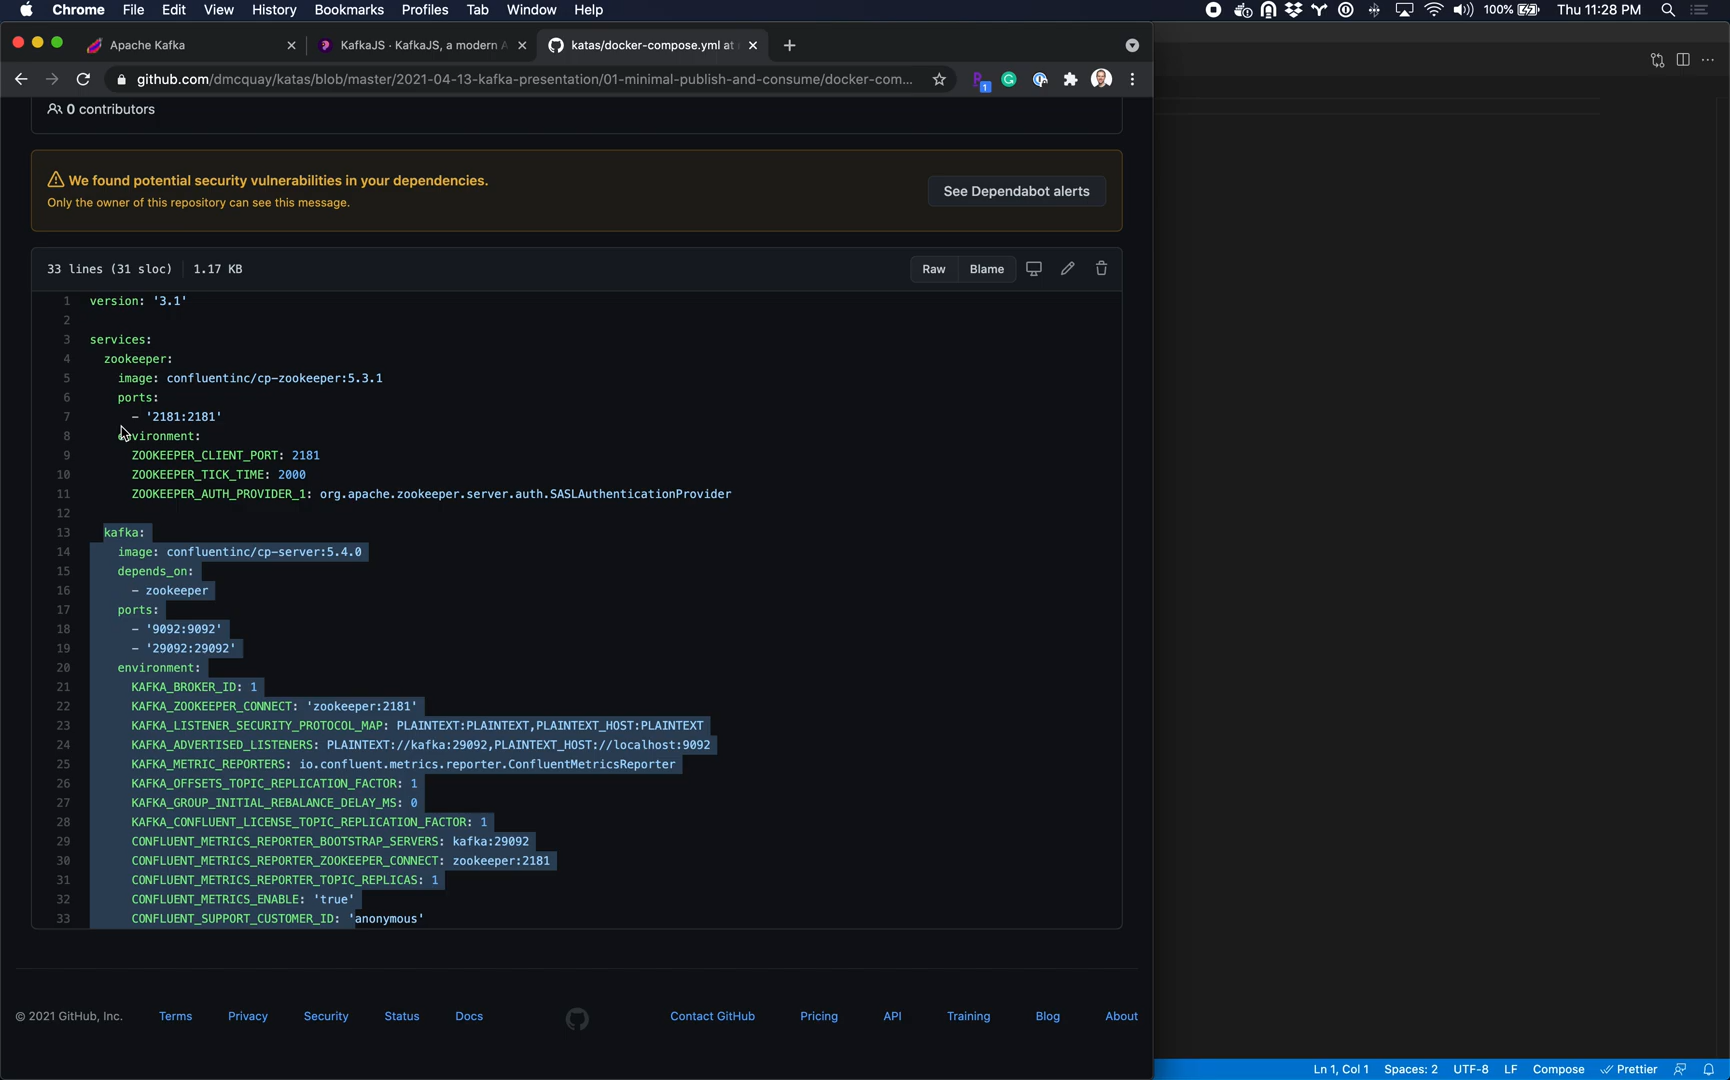 Chrome File Edit View History Bookmarks Profiles Tab Window Help 100% Thu 11:28 PM
Apache Kafka
KafkaJS · KafkaJS, a modern A
katas/docker-compose.yml at
github.com/dmcquay/katas/blob/master/2021-04-13-kafka-presentation/01-minimal-publish-and-consume/docker-com...
1
0 contributors
We found potential security vulnerabilities in your dependencies.
Only the owner of this repository can see this message.
See Dependabot alerts
33 lines (31 sloc) 1.17 KB
Raw Blame
1 version: '3.1'
2
3 services:
4 zookeeper:
5 image: confluentinc/cp-zookeeper:5.3.1
6 ports:
7 - '2181:2181'
8 environment:
9 ZOOKEEPER_CLIENT_PORT: 2181
10 ZOOKEEPER_TICK_TIME: 2000
11 ZOOKEEPER_AUTH_PROVIDER_1: org.apache.zookeeper.server.auth.SASLAuthenticationProvider
12
13 kafka:
14 image: confluentinc/cp-server:5.4.0
15 depends_on:
16 - zookeeper
17 ports:
18 - '9092:9092'
19 - '29092:29092'
20 environment:
21 KAFKA_BROKER_ID: 1
22 KAFKA_ZOOKEEPER_CONNECT: 'zookeeper:2181'
23 KAFKA_LISTENER_SECURITY_PROTOCOL_MAP: PLAINTEXT:PLAINTEXT,PLAINTEXT_HOST:PLAINTEXT
24 KAFKA_ADVERTISED_LISTENERS: PLAINTEXT://kafka:29092,PLAINTEXT_HOST://localhost:9092
25 KAFKA_METRIC_REPORTERS: io.confluent.metrics.reporter.ConfluentMetricsReporter
26 KAFKA_OFFSETS_TOPIC_REPLICATION_FACTOR: 1
27 KAFKA_GROUP_INITIAL_REBALANCE_DELAY_MS: 0
28 KAFKA_CONFLUENT_LICENSE_TOPIC_REPLICATION_FACTOR: 1
29 CONFLUENT_METRICS_REPORTER_BOOTSTRAP_SERVERS: kafka:29092
30 CONFLUENT_METRICS_REPORTER_ZOOKEEPER_CONNECT: zookeeper:2181
31 CONFLUENT_METRICS_REPORTER_TOPIC_REPLICAS: 1
32 CONFLUENT_METRICS_ENABLE: 'true'
33 CONFLUENT_SUPPORT_CUSTOMER_ID: 'anonymous'
© 2021 GitHub, Inc. Terms Privacy Security Status Docs Contact GitHub Pricing API Training Blog About
Ln 1, Col 1 Spaces: 2 UTF-8 LF Compose Prettier